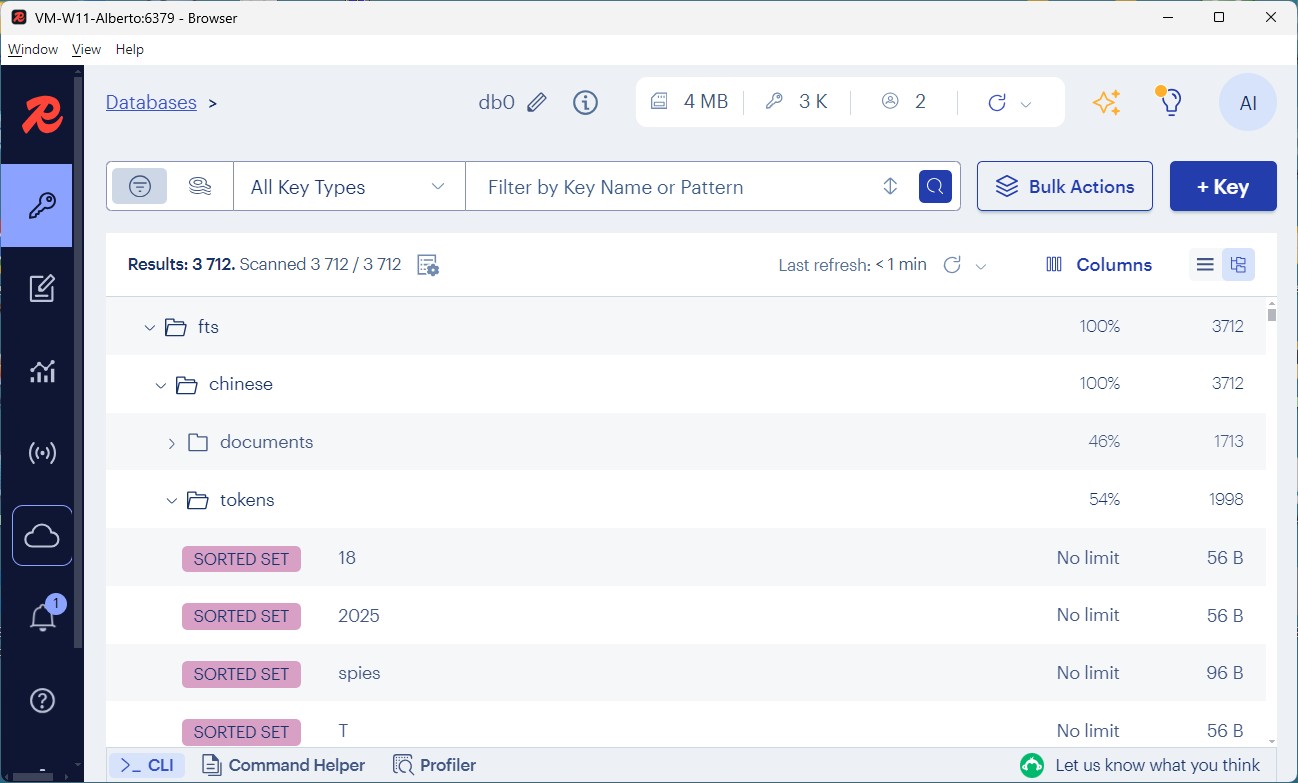 VM-W11-Alberto:6379 - Browser
Window View Help
Databases >
db0
4 MB 3 K 2
AI
All Key Types
Filter by Key Name or Pattern
Bulk Actions
+ Key
Results: 3 712. Scanned 3 712 / 3 712
Last refresh: < 1 min
Columns
fts 100% 3712
chinese 100% 3712
documents 46% 1713
tokens 54% 1998
SORTED SET 18 No limit 56 B
SORTED SET 2025 No limit 56 B
SORTED SET spies No limit 96 B
SORTED SET T No limit 56 B
1
>_ CLI Command Helper Profiler Let us know what you think